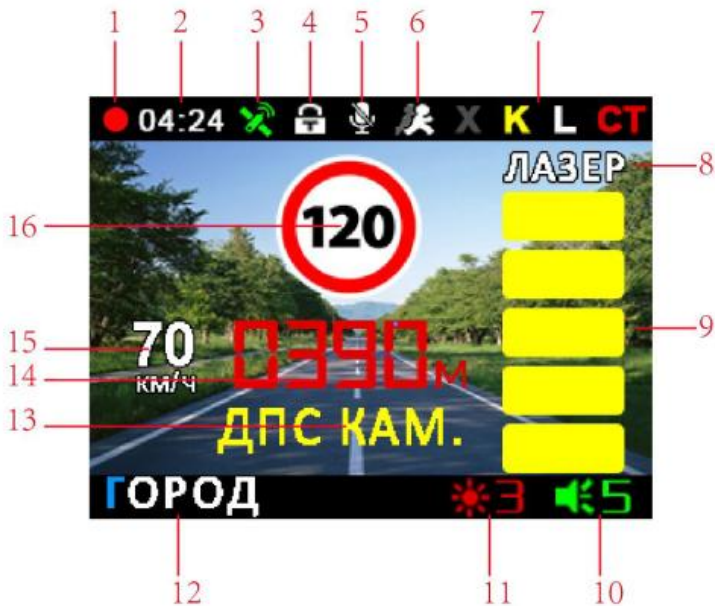 1 2 3 4 5 6 7
04:24 X K L СТ
ЛАЗЕР 8
16 120
9
15 70
км/ч
14 0390м
13 ДПС КАМ.
ГОРОД 3 5
12 11 10